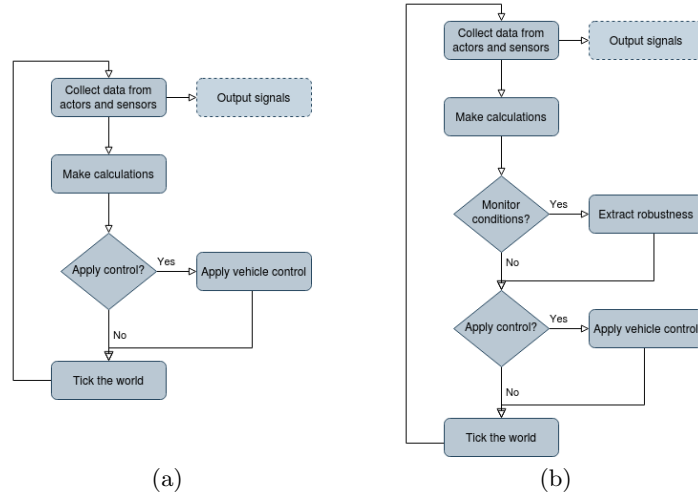 Collect data from
actors and sensors
Output signals
Make calculations
Apply control?
Yes
Apply vehicle control
No
Tick the world
(a)
Collect data from
actors and sensors
Output signals
Make calculations
Monitor
conditions?
Yes
Extract robustness
No
Apply control?
Yes
Apply vehicle control
No
Tick the world
(b)